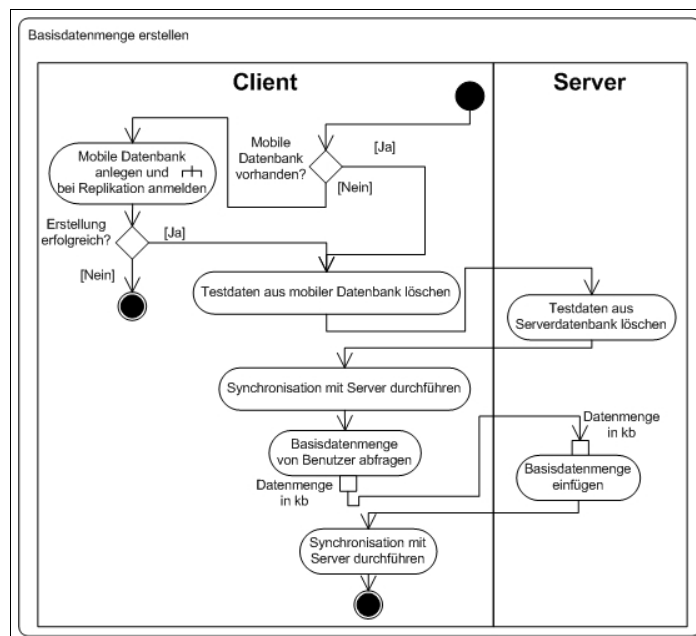 Basisdatenmenge erstellen
Client
Server
Mobile
Datenbank
vorhanden?
[Ja]
[Nein]
Mobile Datenbank
anlegen und
bei Replikation anmelden
Erstellung
erfolgreich?
[Ja]
[Nein]
Testdaten aus mobiler Datenbank löschen
Testdaten aus
Serverdatenbank löschen
Synchronisation mit Server durchführen
Basisdatenmenge
von Benutzer abfragen
Datenmenge
in kb
Datenmenge
in kb
Basisdatenmenge
einfügen
Synchronisation mit
Server durchführen